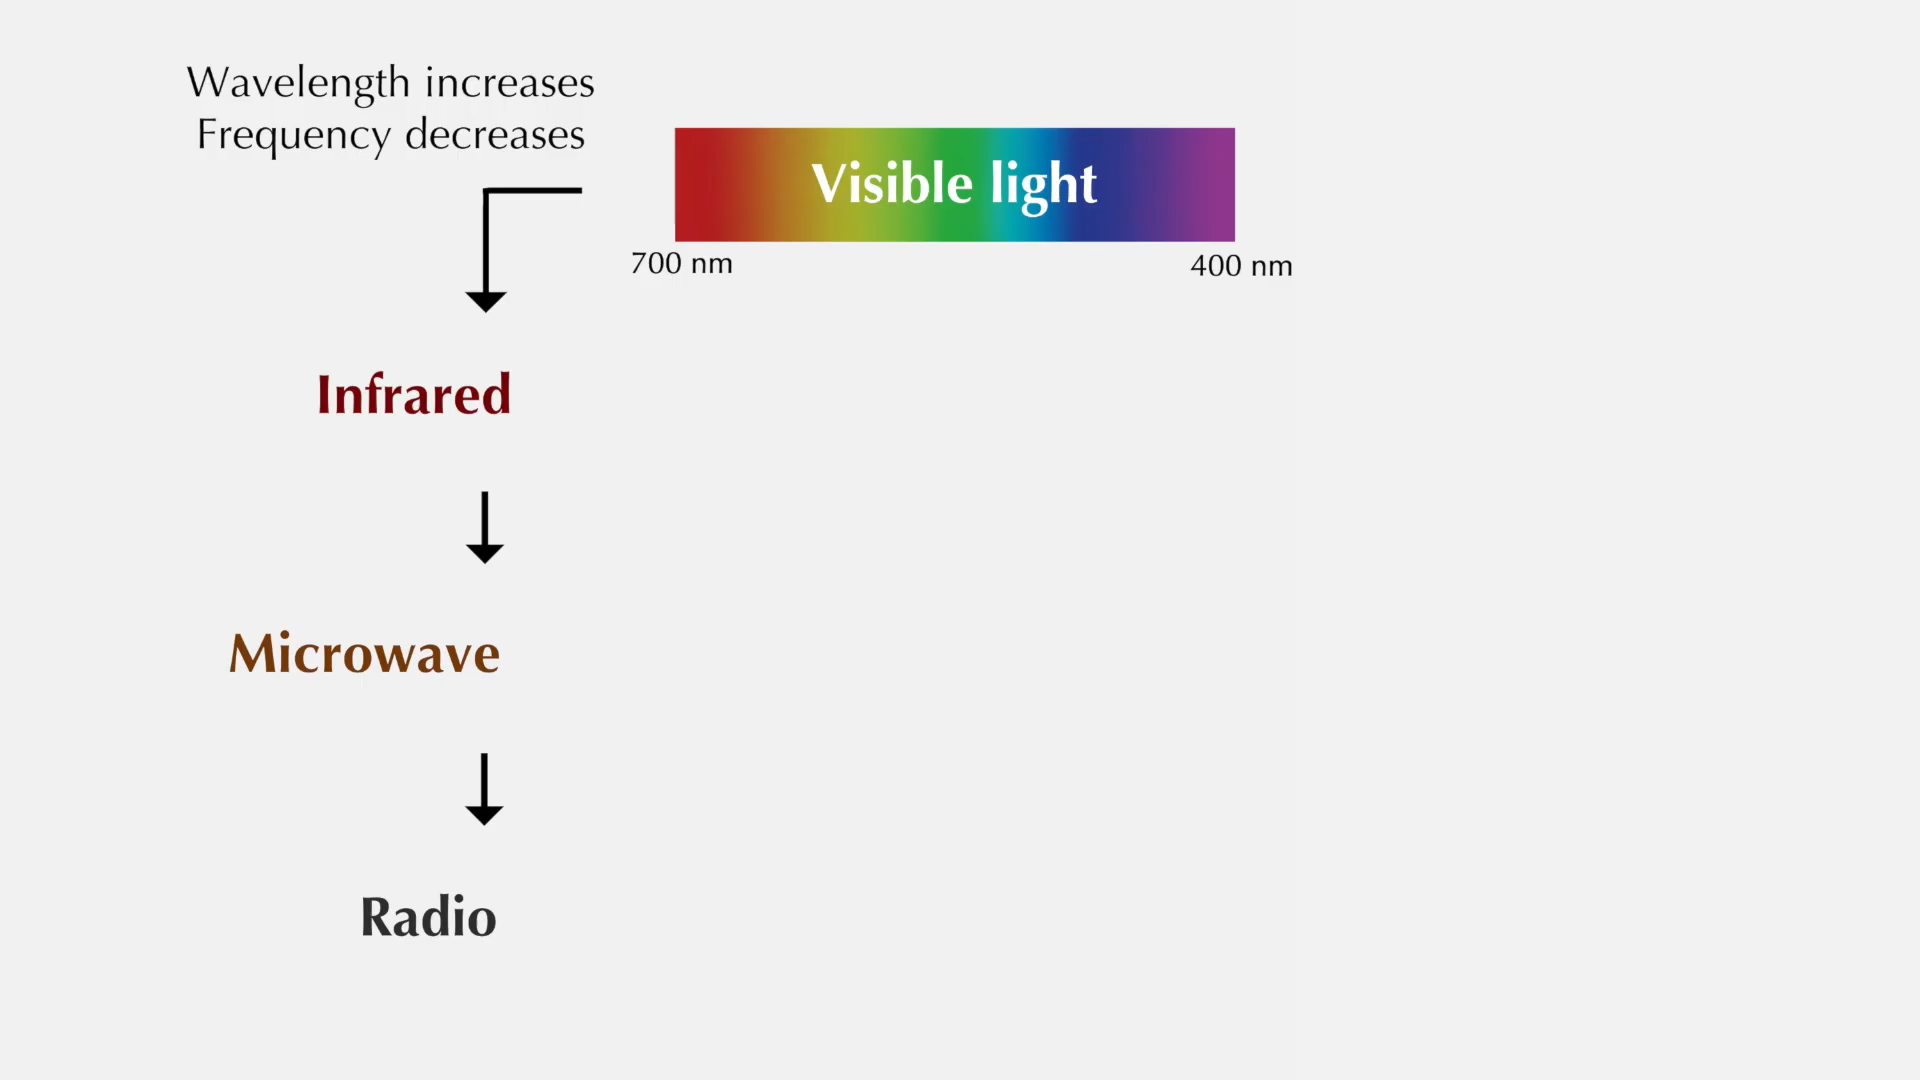 Wavelength increases
Frequency decreases
Visible light
700 nm
400 nm
Infrared
Microwave
Radio